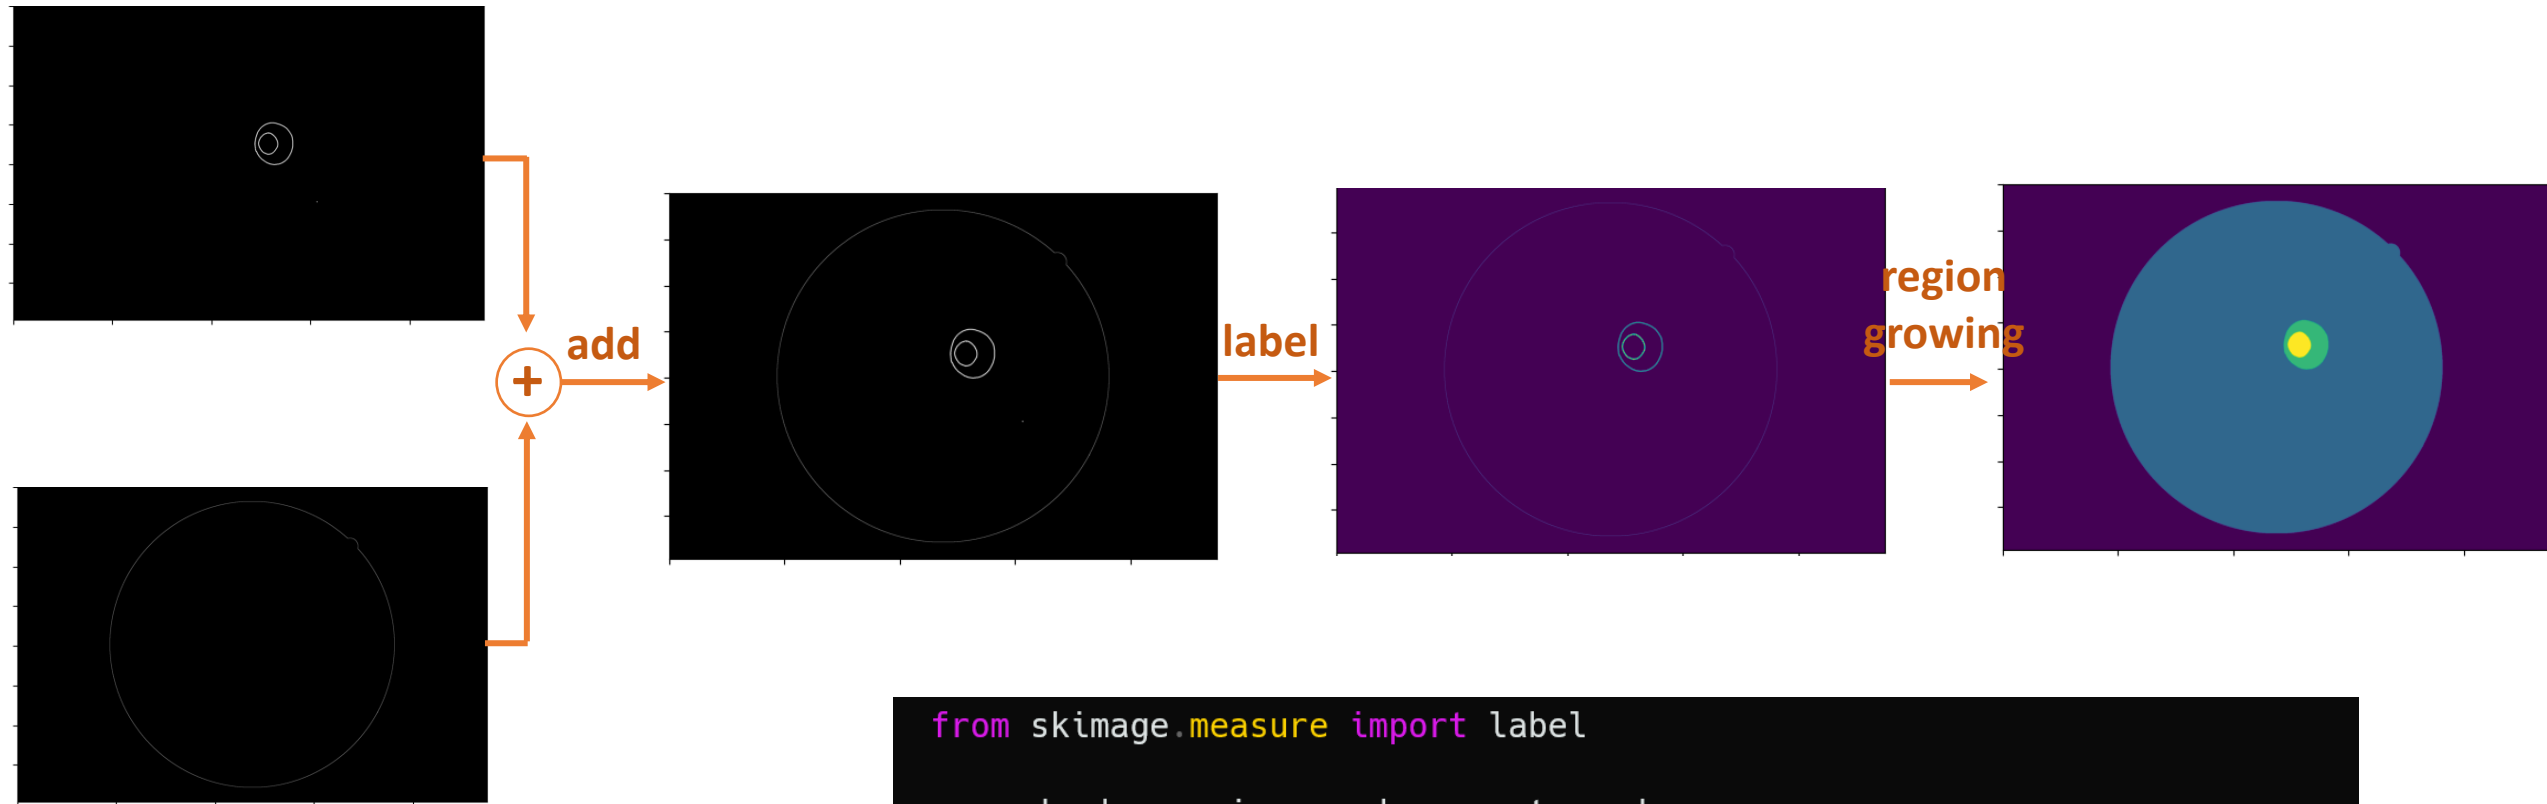 +
add
label
region
growing
from skimage.measure import label